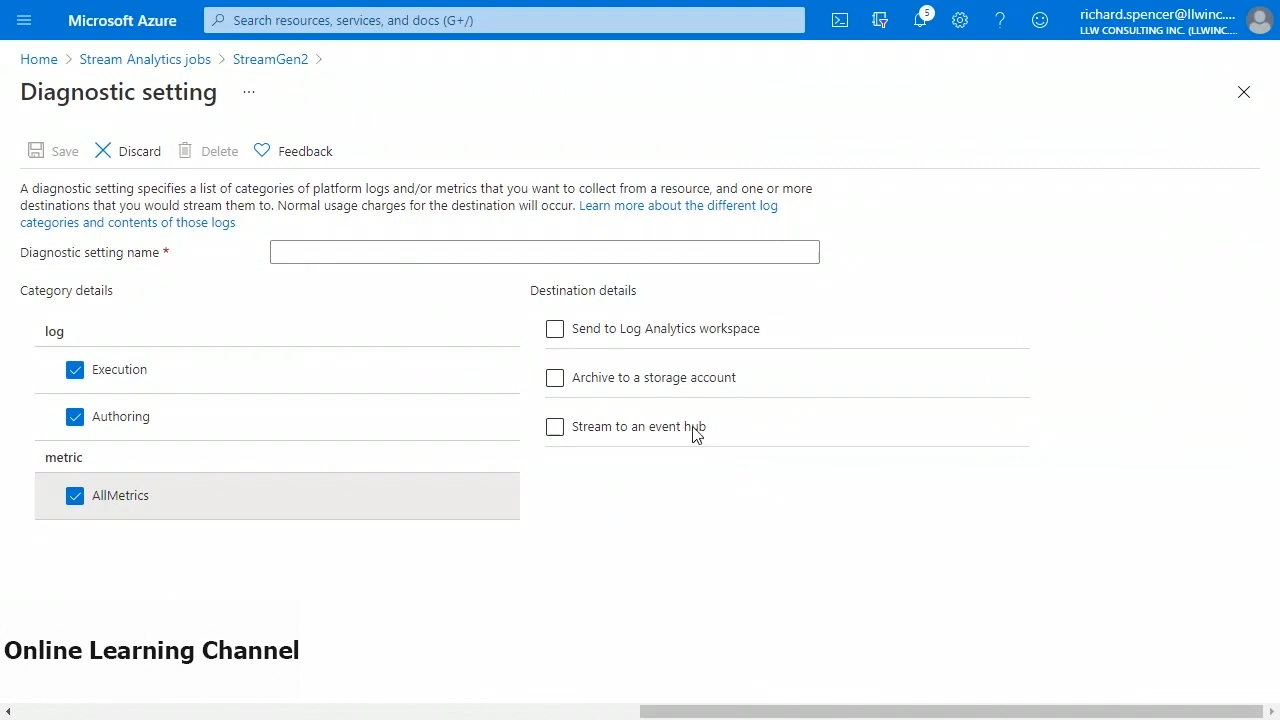 Microsoft Azure
Search resources, services, and docs (G+/)
5
richard.spencer@llwinc....
LLW CONSULTING INC. (LLWINC....
Home > Stream Analytics jobs > StreamGen2 >
Diagnostic setting ...
Save Discard Delete Feedback
A diagnostic setting specifies a list of categories of platform logs and/or metrics that you want to collect from a resource, and one or more
destinations that you would stream them to. Normal usage charges for the destination will occur. Learn more about the different log
categories and contents of those logs
Diagnostic setting name *
Category details
Destination details
log
Send to Log Analytics workspace
Execution
Archive to a storage account
Authoring
Stream to an event hub
metric
AllMetrics
Online Learning Channel